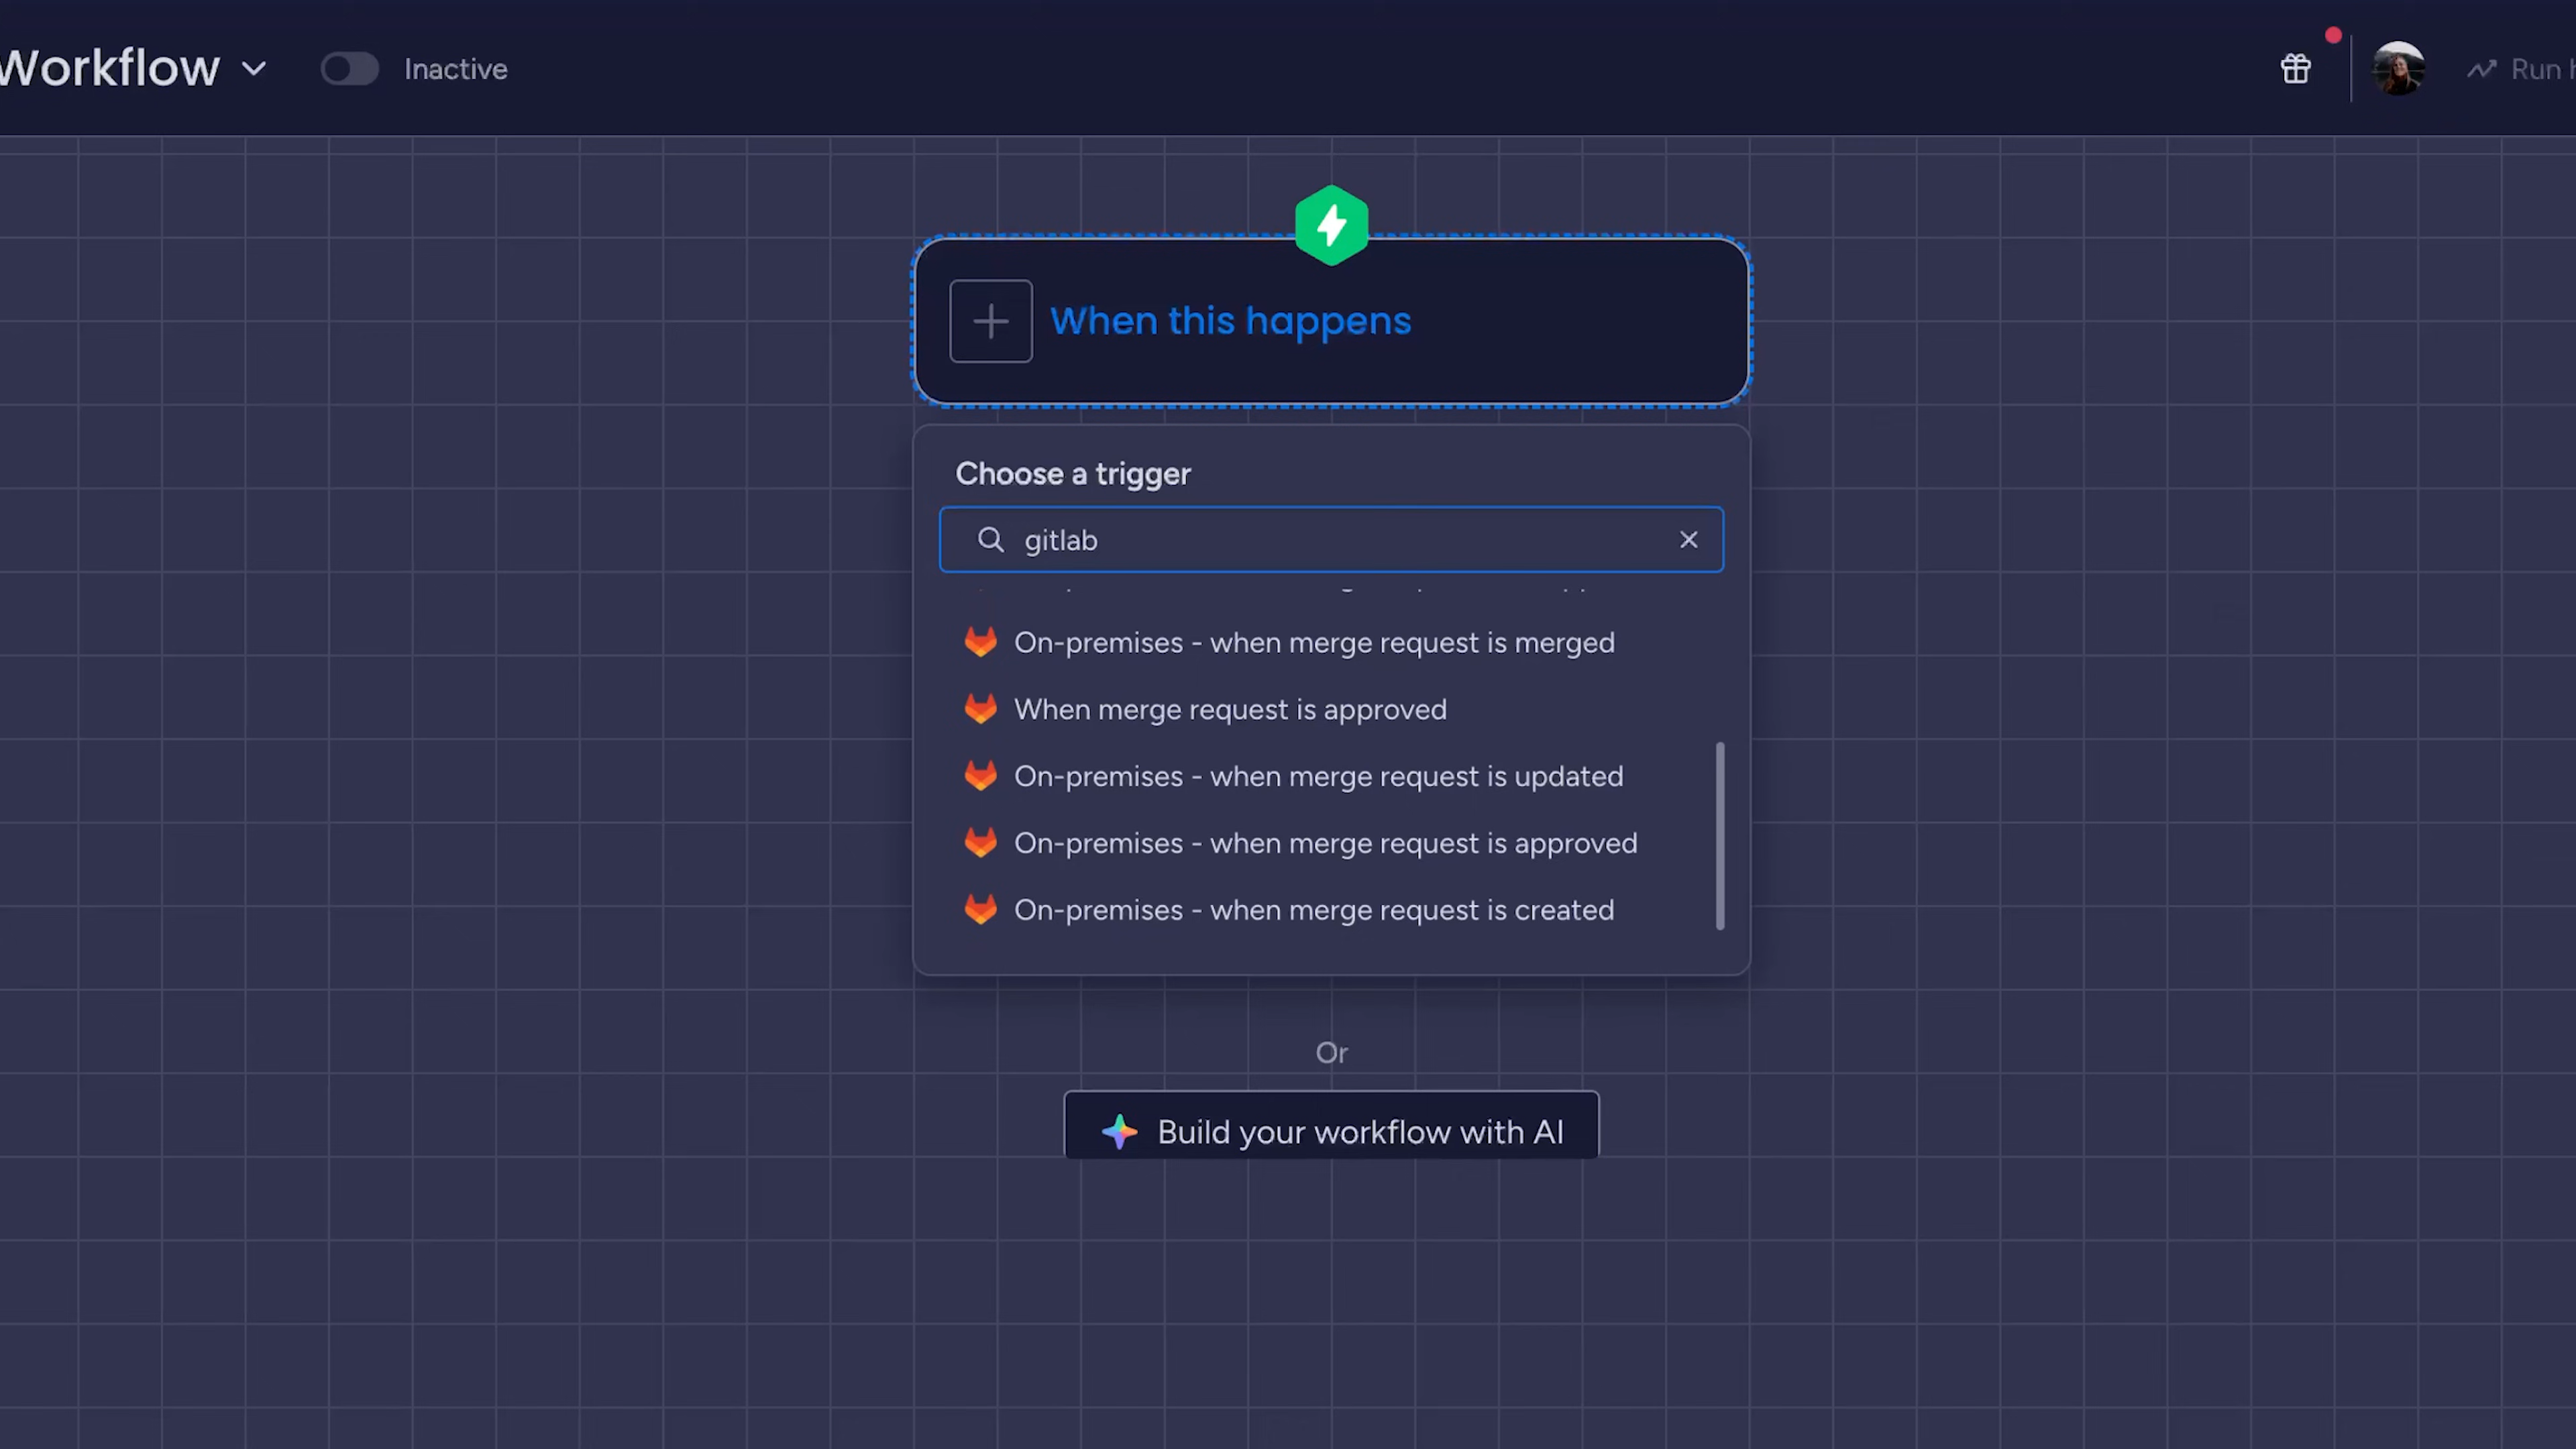 Workflow
Inactive
Run
When this happens
Choose a trigger
gitlab
On-premises - when merge request is merged
When merge request is approved
On-premises - when merge request is updated
On-premises - when merge request is approved
On-premises - when merge request is created
Or
Build your workflow with AI